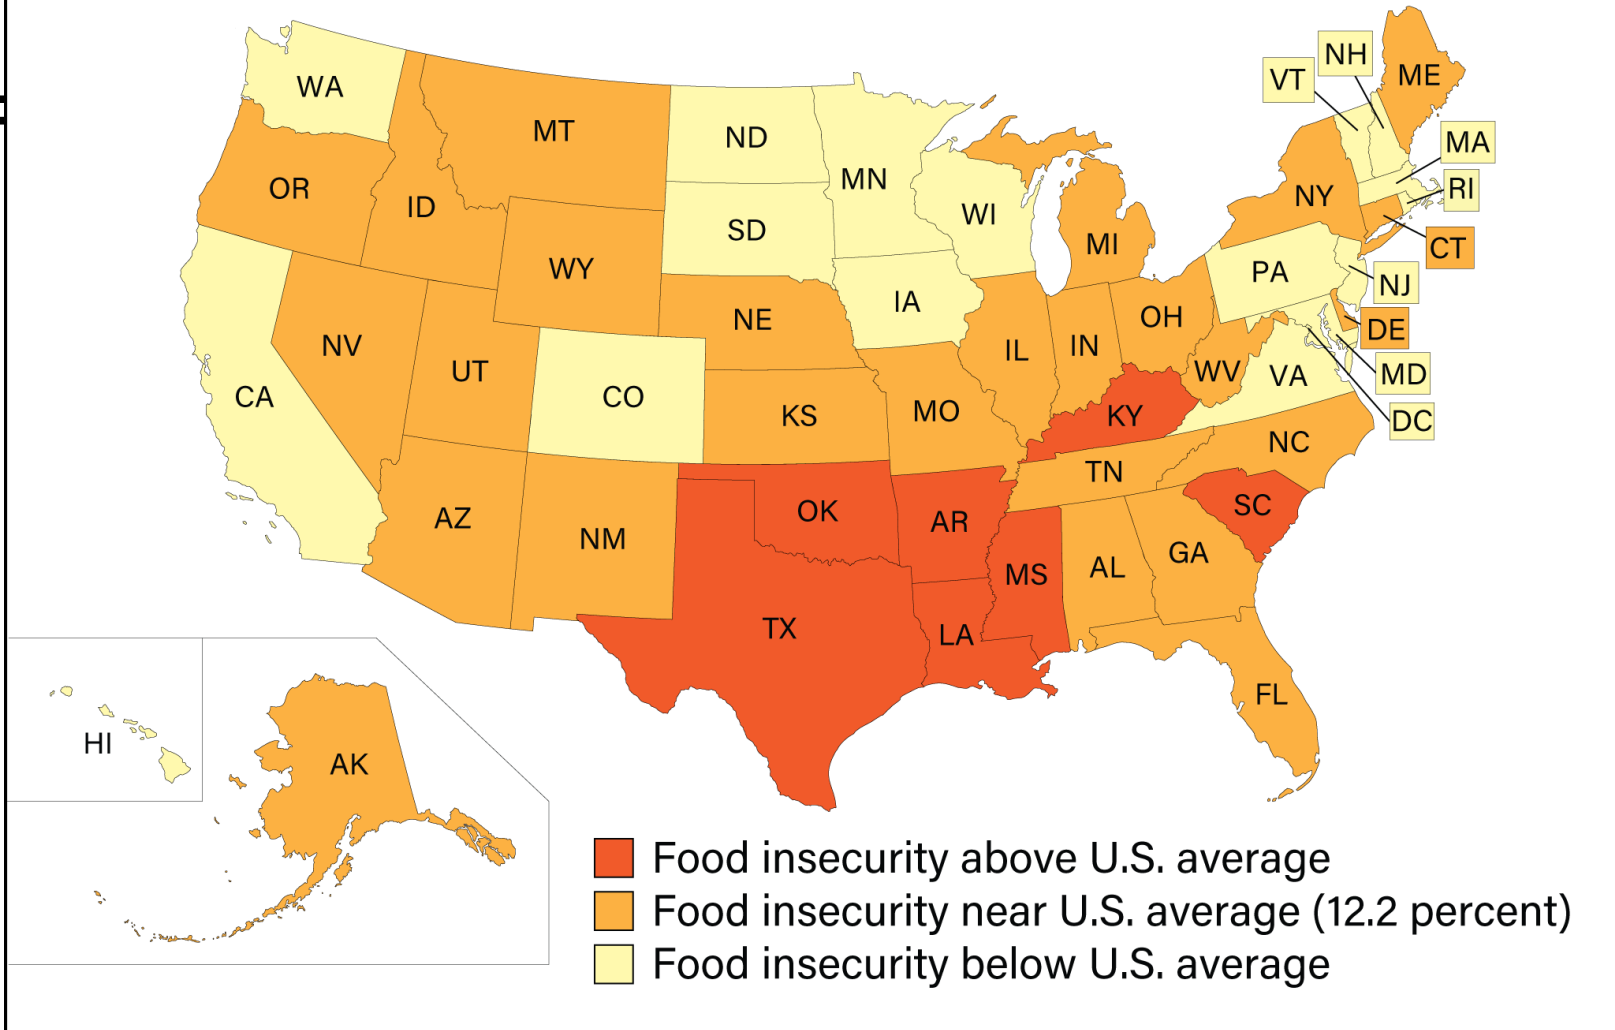 NH
ME
VT
WA
MT
ND
MN
MA
OR
ID
SD
WI
MI
NY
RI
CT
WY
IA
PA
NJ
NE
OH
DE
NV
UT
IL
IN
WV
VA
MD
CA
CO
KS
MO
KY
DC
NC
TN
AZ
NM
OK
AR
SC
MS
AL
GA
TX
LA
FL
HI
AK
Food insecurity above U.S. average
Food insecurity near U.S. average (12.2 percent)
Food insecurity below U.S. average